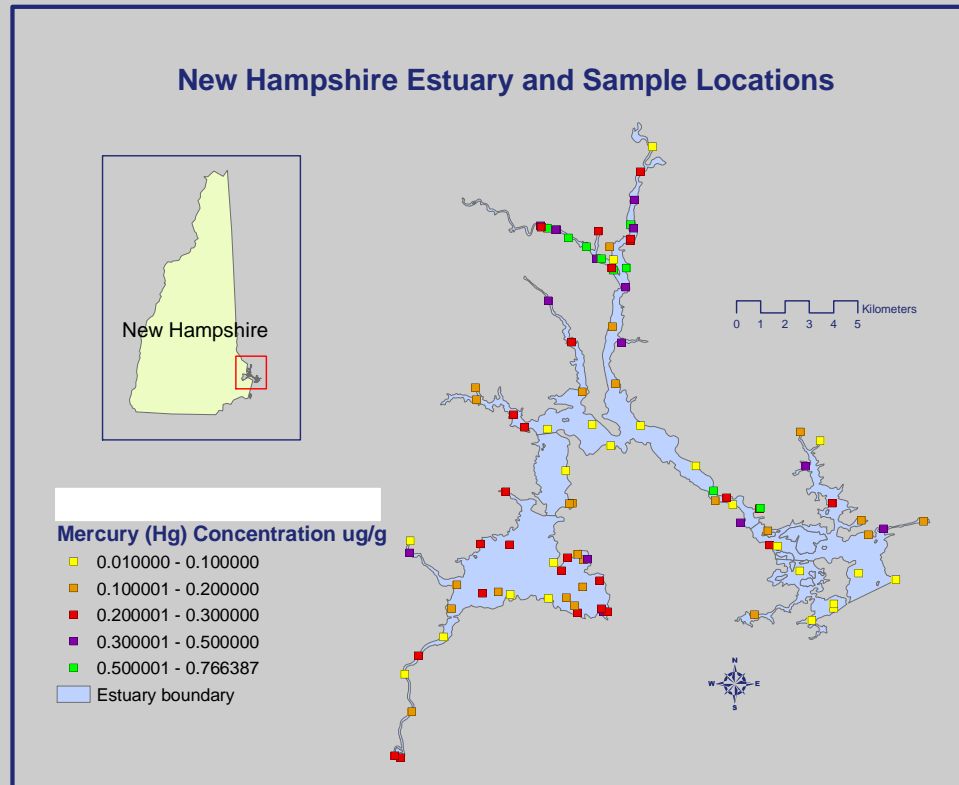 New Hampshire Estuary and Sample Locations
New Hampshire
Kilometers
0 1 2 3 4 5
Mercury (Hg) Concentration ug/g
0.010000 - 0.100000
0.100001 - 0.200000
0.200001 - 0.300000
0.300001 - 0.500000
0.500001 - 0.766387
Estuary boundary
N
W E
S